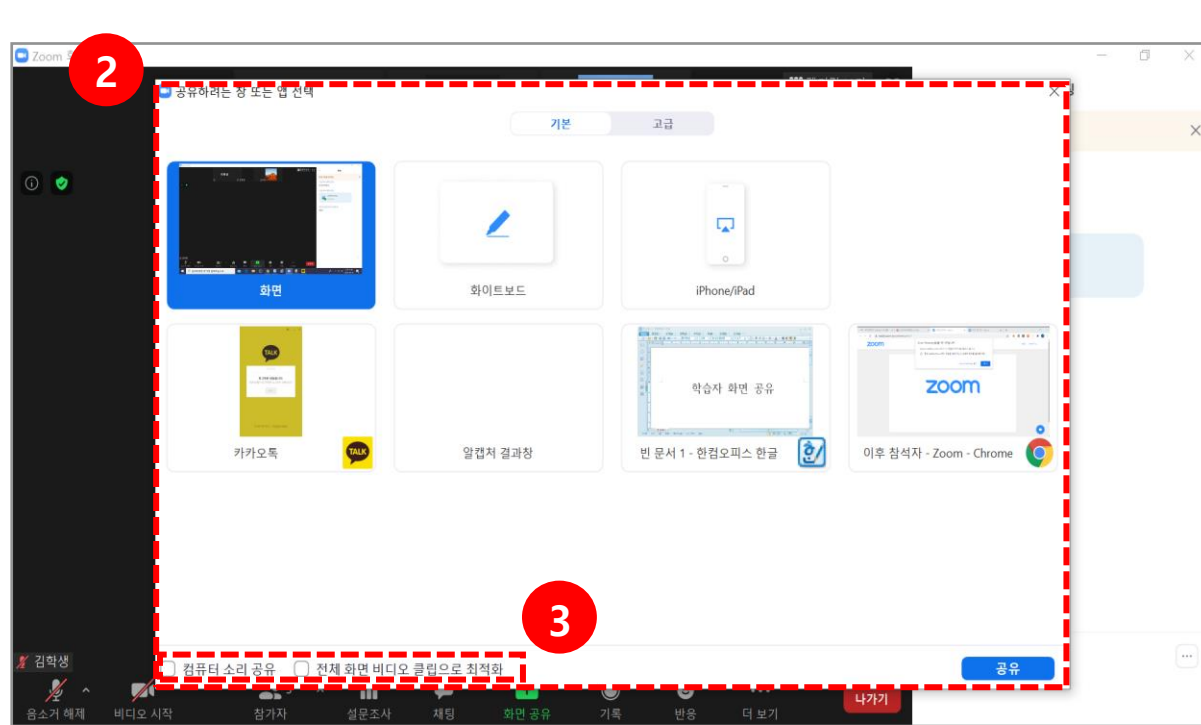 2
Zoom
공유하려는 창 또는 앱 선택
기본
고급
화면
화이트보드
iPhone/iPad
TALK
zoom
zoom
학습자 화면 공유
카카오톡
TALK
알캡처 결과창
빈 문서 1 - 한컴오피스 한글
이후 참석자 - Zoom - Chrome
3
김학생
컴퓨터 소리 공유
전체 화면 비디오 클립으로 최적화
공유
음소거 해제
비디오 시작
참가자
설문조사
채팅
화면 공유
기록
반응
더 보기
나가기